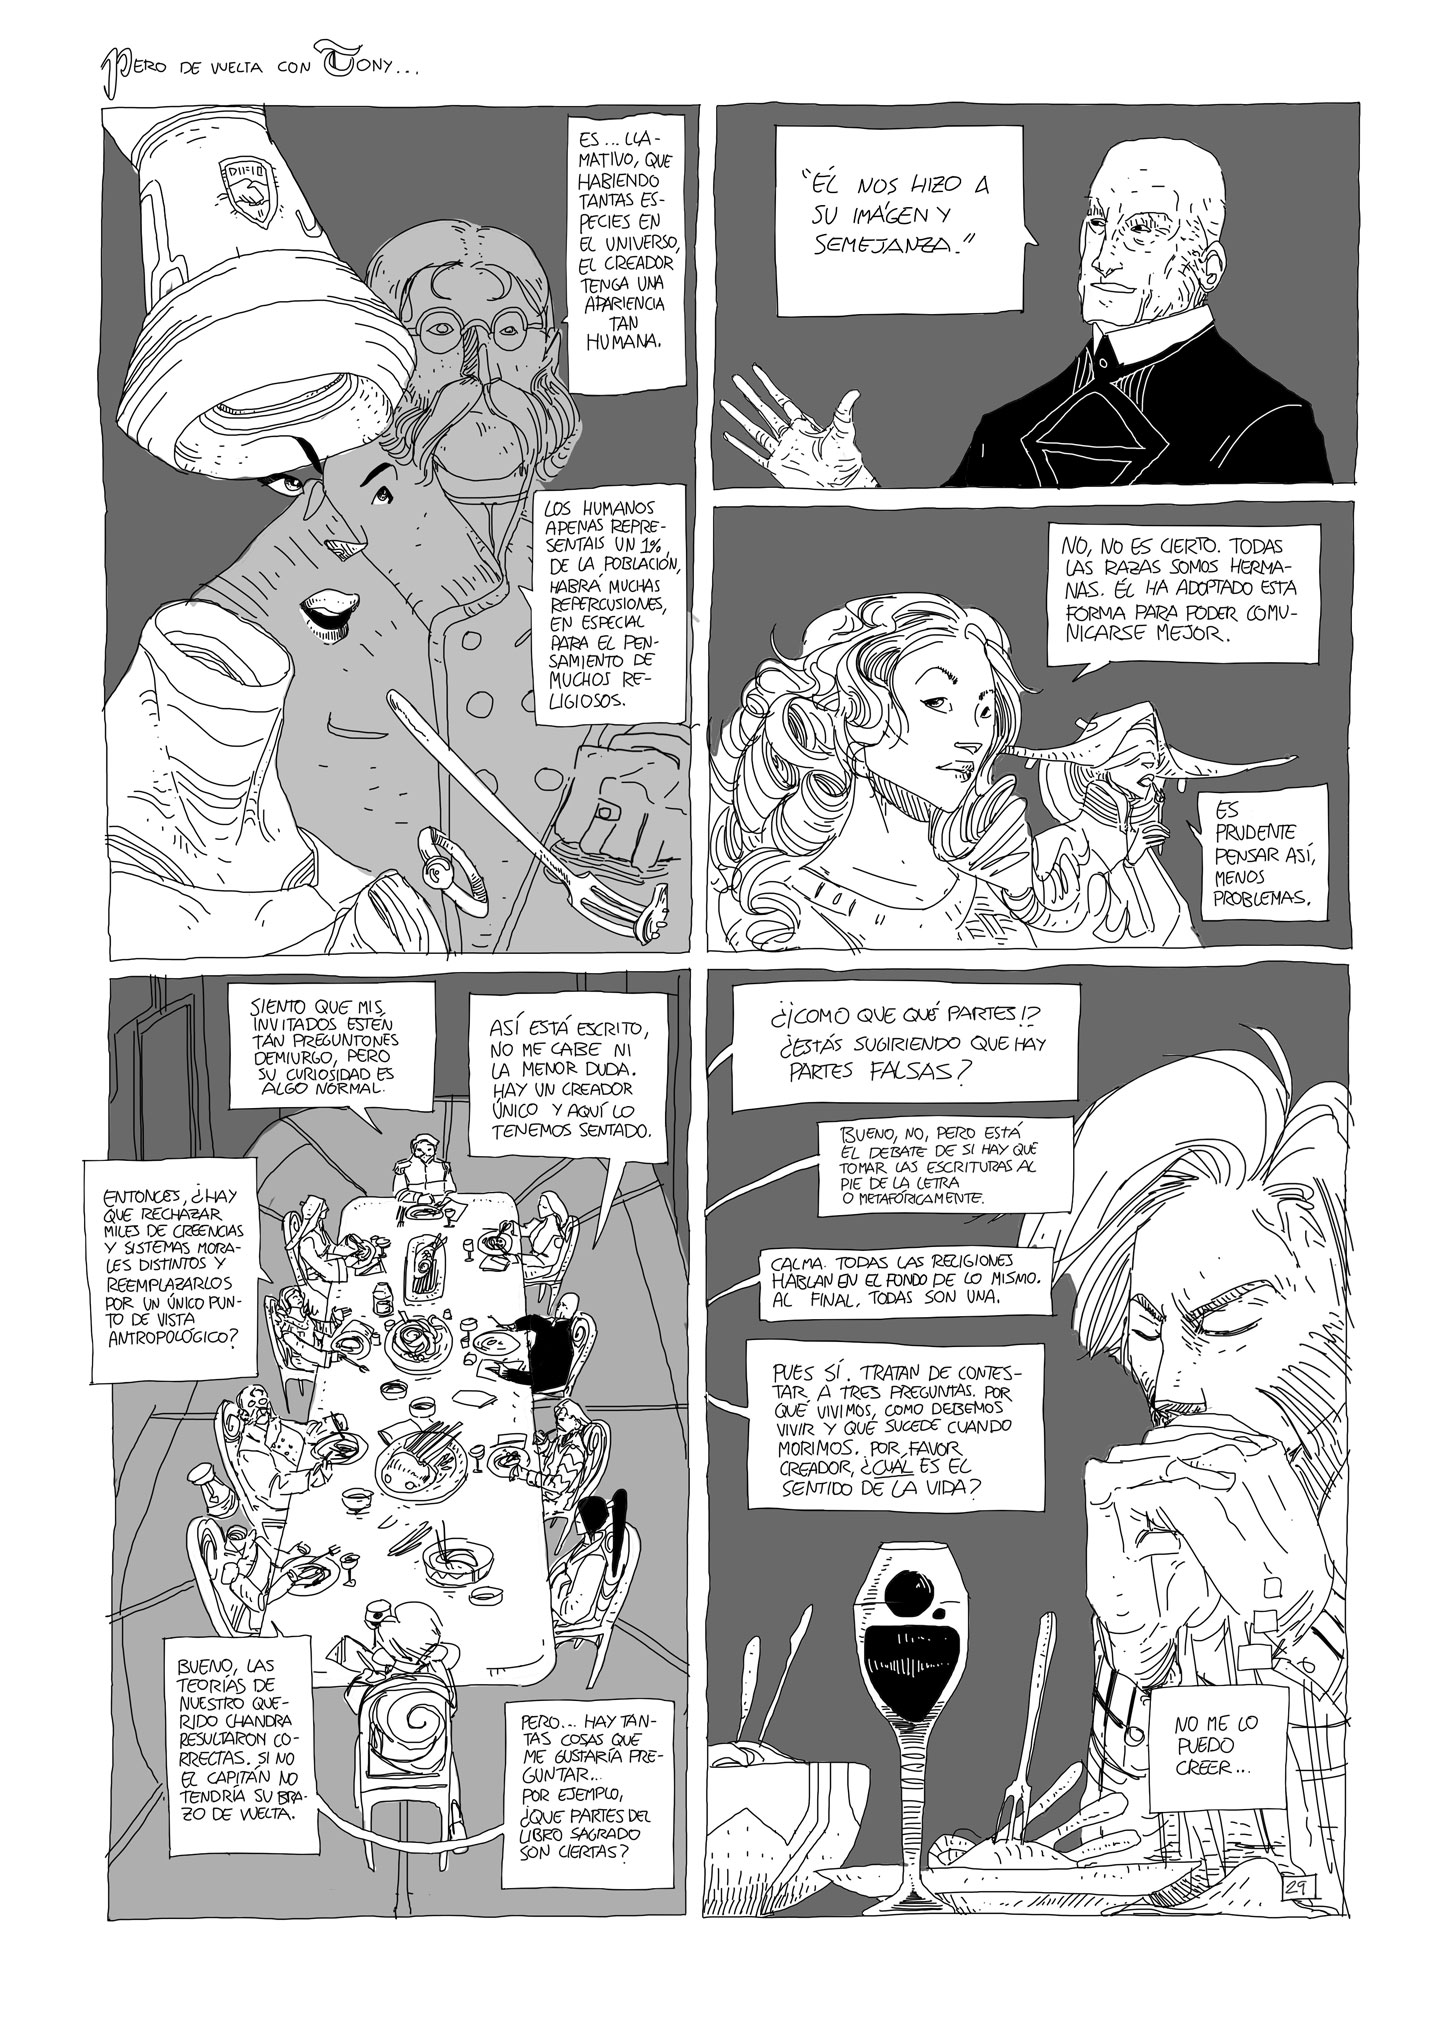 PERO DE VUELTA CON TONY...
ES... LLA-
MATIVO, QUE
HABIENDO
TANTAS ES-
PECIES EN
EL UNIVERSO,
EL CREADOR
TENGA UNA
APARIENCIA
TAN
HUMANA.
LOS HUMANOS
APENAS REPRE-
SENTAIS UN 1%
DE LA POBLACIÓN,
HABRÁ MUCHAS
REPERCUSIONES,
EN ESPECIAL
PARA EL PEN-
SAMIENTO DE
MUCHOS RE-
LIGIOSOS.
"ÉL NOS HIZO A
SU IMÁGEN Y
SEMEJANZA."
NO, NO ES CIERTO. TODAS
LAS RAZAS SOMOS HERMA-
NAS. ÉL HA ADOPTADO ESTA
FORMA PARA PODER COMU-
NICARSE MEJOR.
ES
PRUDENTE
PENSAR ASÍ,
MENOS
PROBLEMAS.
SIENTO QUE MIS
INVITADOS ESTÉN
TAN PREGUNTONES
DEMIURGO, PERO
SU CURIOSIDAD ES
ALGO NORMAL.
ASÍ ESTÁ ESCRITO,
NO ME CABE NI
LA MENOR DUDA.
HAY UN CREADOR
ÚNICO Y AQUÍ LO
TENEMOS SENTADO.
ENTONCES, ¿HAY
QUE RECHAZAR
MILES DE CREENCIAS
Y SISTEMAS MORA-
LES DISTINTOS Y
REEMPLAZARLOS
POR UN ÚNICO PUN-
TO DE VISTA
ANTROPOLÓGICO?
BUENO, LAS
TEORÍAS DE
NUESTRO QUE-
RIDO CHANDRA
RESULTARON CO-
RRECTAS. SI NO
EL CAPITÁN NO
TENDRÍA SU BRA-
ZO DE VUELTA.
PERO... HAY TAN-
TAS COSAS QUE
ME GUSTARÍA PRE-
GUNTAR...
POR EJEMPLO,
¿QUE PARTES DEL
LIBRO SAGRADO
SON CIERTAS?
¿¡COMO QUE QUÉ PARTES!?
¿ESTÁS SUGIRIENDO QUE HAY
PARTES FALSAS?
BUENO, NO, PERO ESTÁ
EL DEBATE DE SI HAY QUE
TOMAR LAS ESCRITURAS AL
PIE DE LA LETRA
O METAFÓRICAMENTE.
CALMA. TODAS LAS RELIGIONES
HABLAN EN EL FONDO DE LO MISMO.
AL FINAL, TODAS SON UNA.
PUES SÍ. TRATAN DE CONTES-
TAR A TRES PREGUNTAS. POR
QUÉ VIVIMOS, COMO DEBEMOS
VIVIR Y QUÉ SUCEDE CUANDO
MORIMOS. POR FAVOR
CREADOR, ¿CUAL ES EL
SENTIDO DE LA VIDA?
NO ME LO
PUEDO
CREER...
29